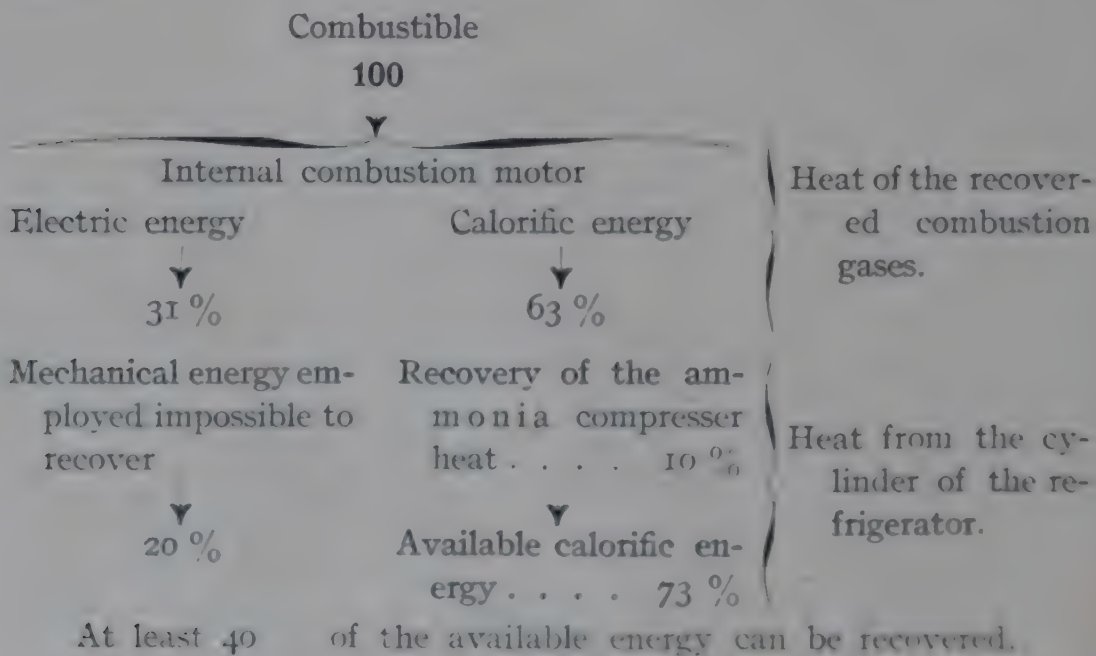 Combustible
100
Internal combustion motor
Electric energy
31 %
Calorific energy
63 %
Heat of the recover-
ed combustion
gases.
Mechanical energy em-
ployed impossible to
recover
20 %
Recovery of the am-
monia compresser
heat . . . . 10 %
Available calorific en-
ergy . . . . 73 %
Heat from the cy-
linder of the re-
frigerator.
At least 40 of the available energy can be recovered.